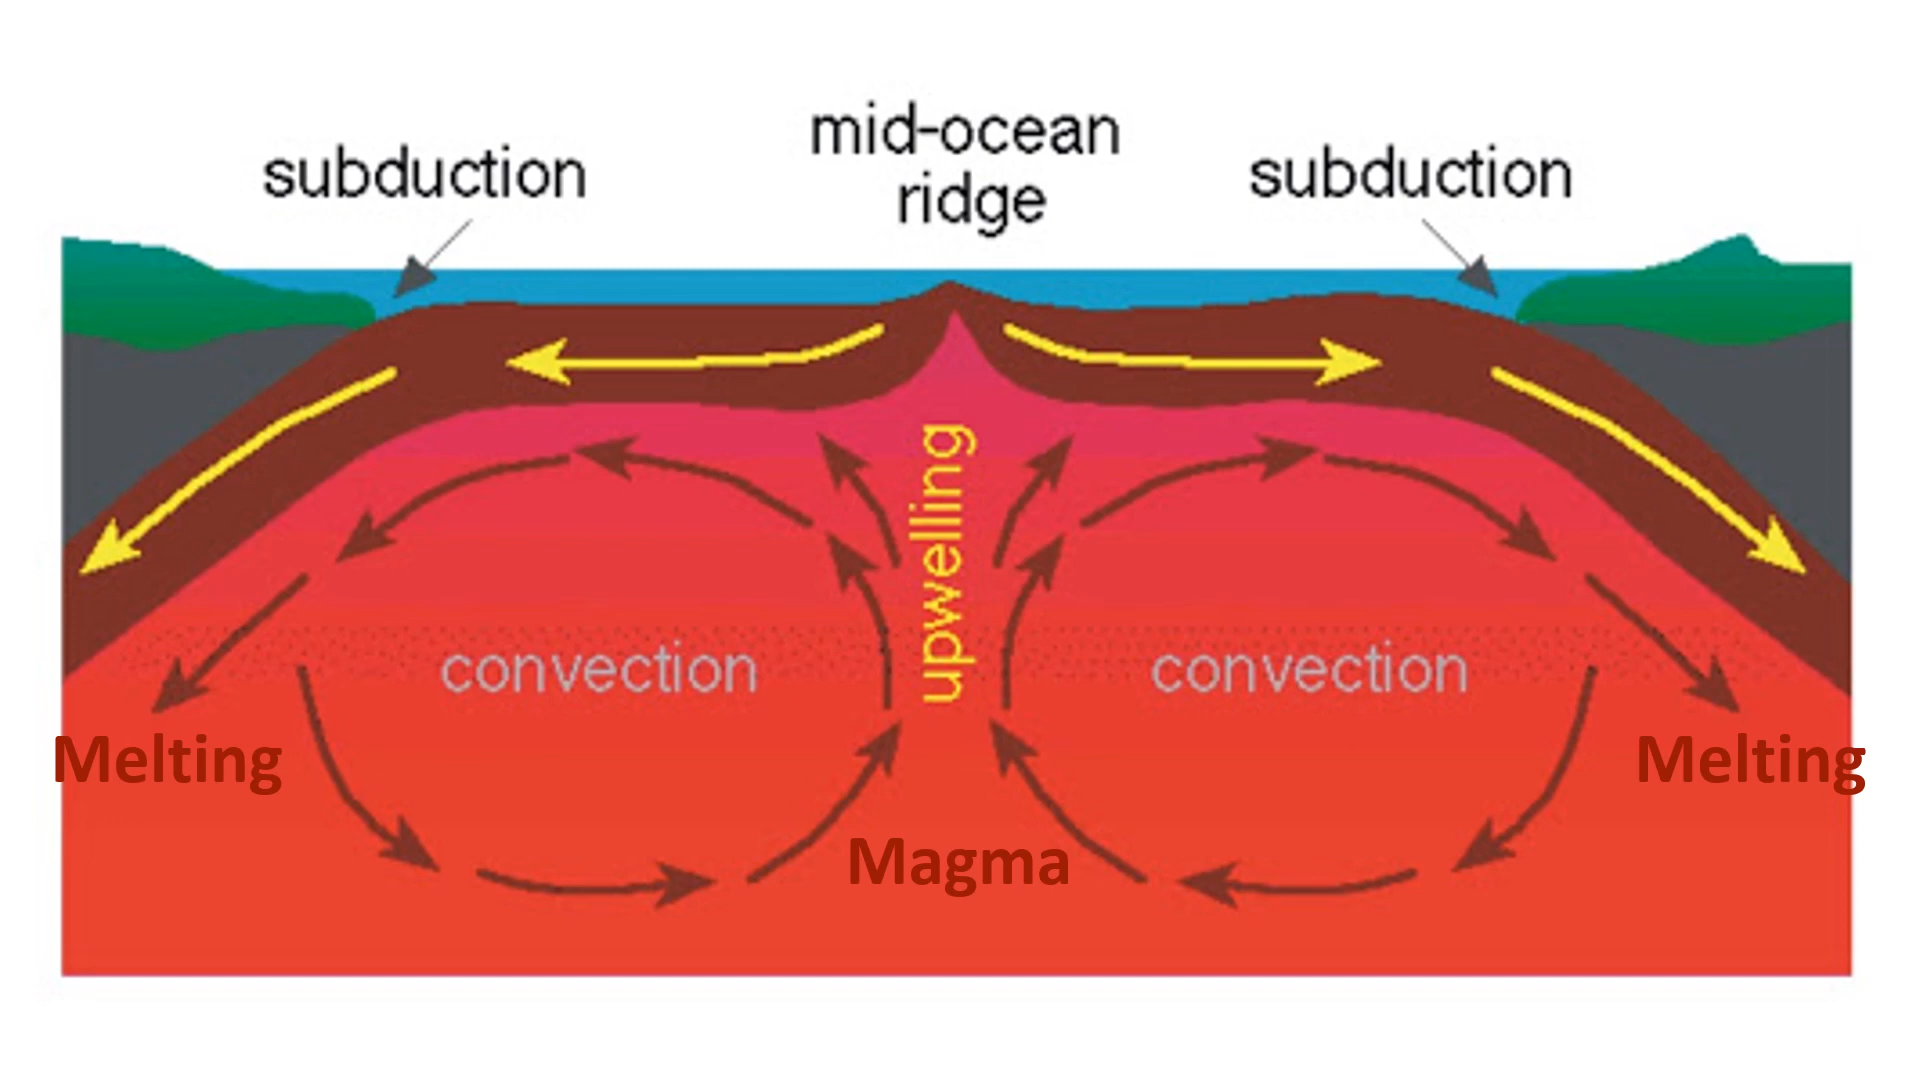 mid-ocean
ridge
subduction
subduction
upwelling
convection
convection
Melting
Melting
Magma